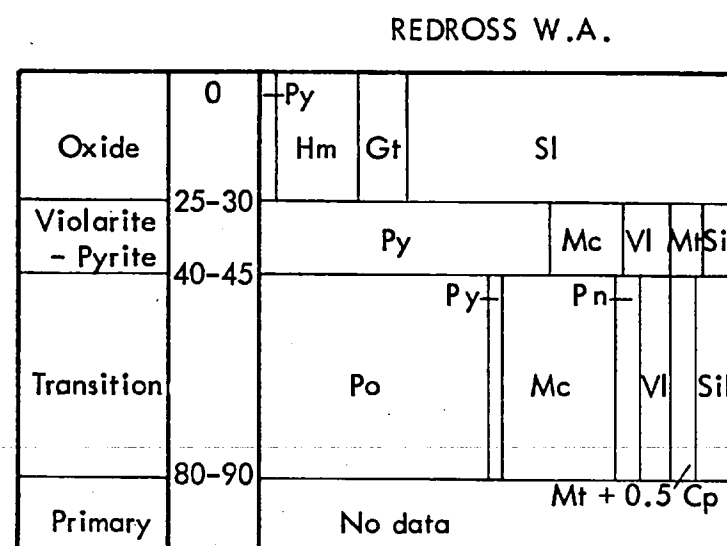 REDROSS W.A.
0
Py
Oxide
Hm
Gt
Sl
25-30
Violarite
- Pyrite
Py
Mc
Vl
Mt
Sil
40-45
Py
Pn
Transition
Po
Mc
Vl
Sil
80-90
Mt + 0.5 Cp
Primary
No data